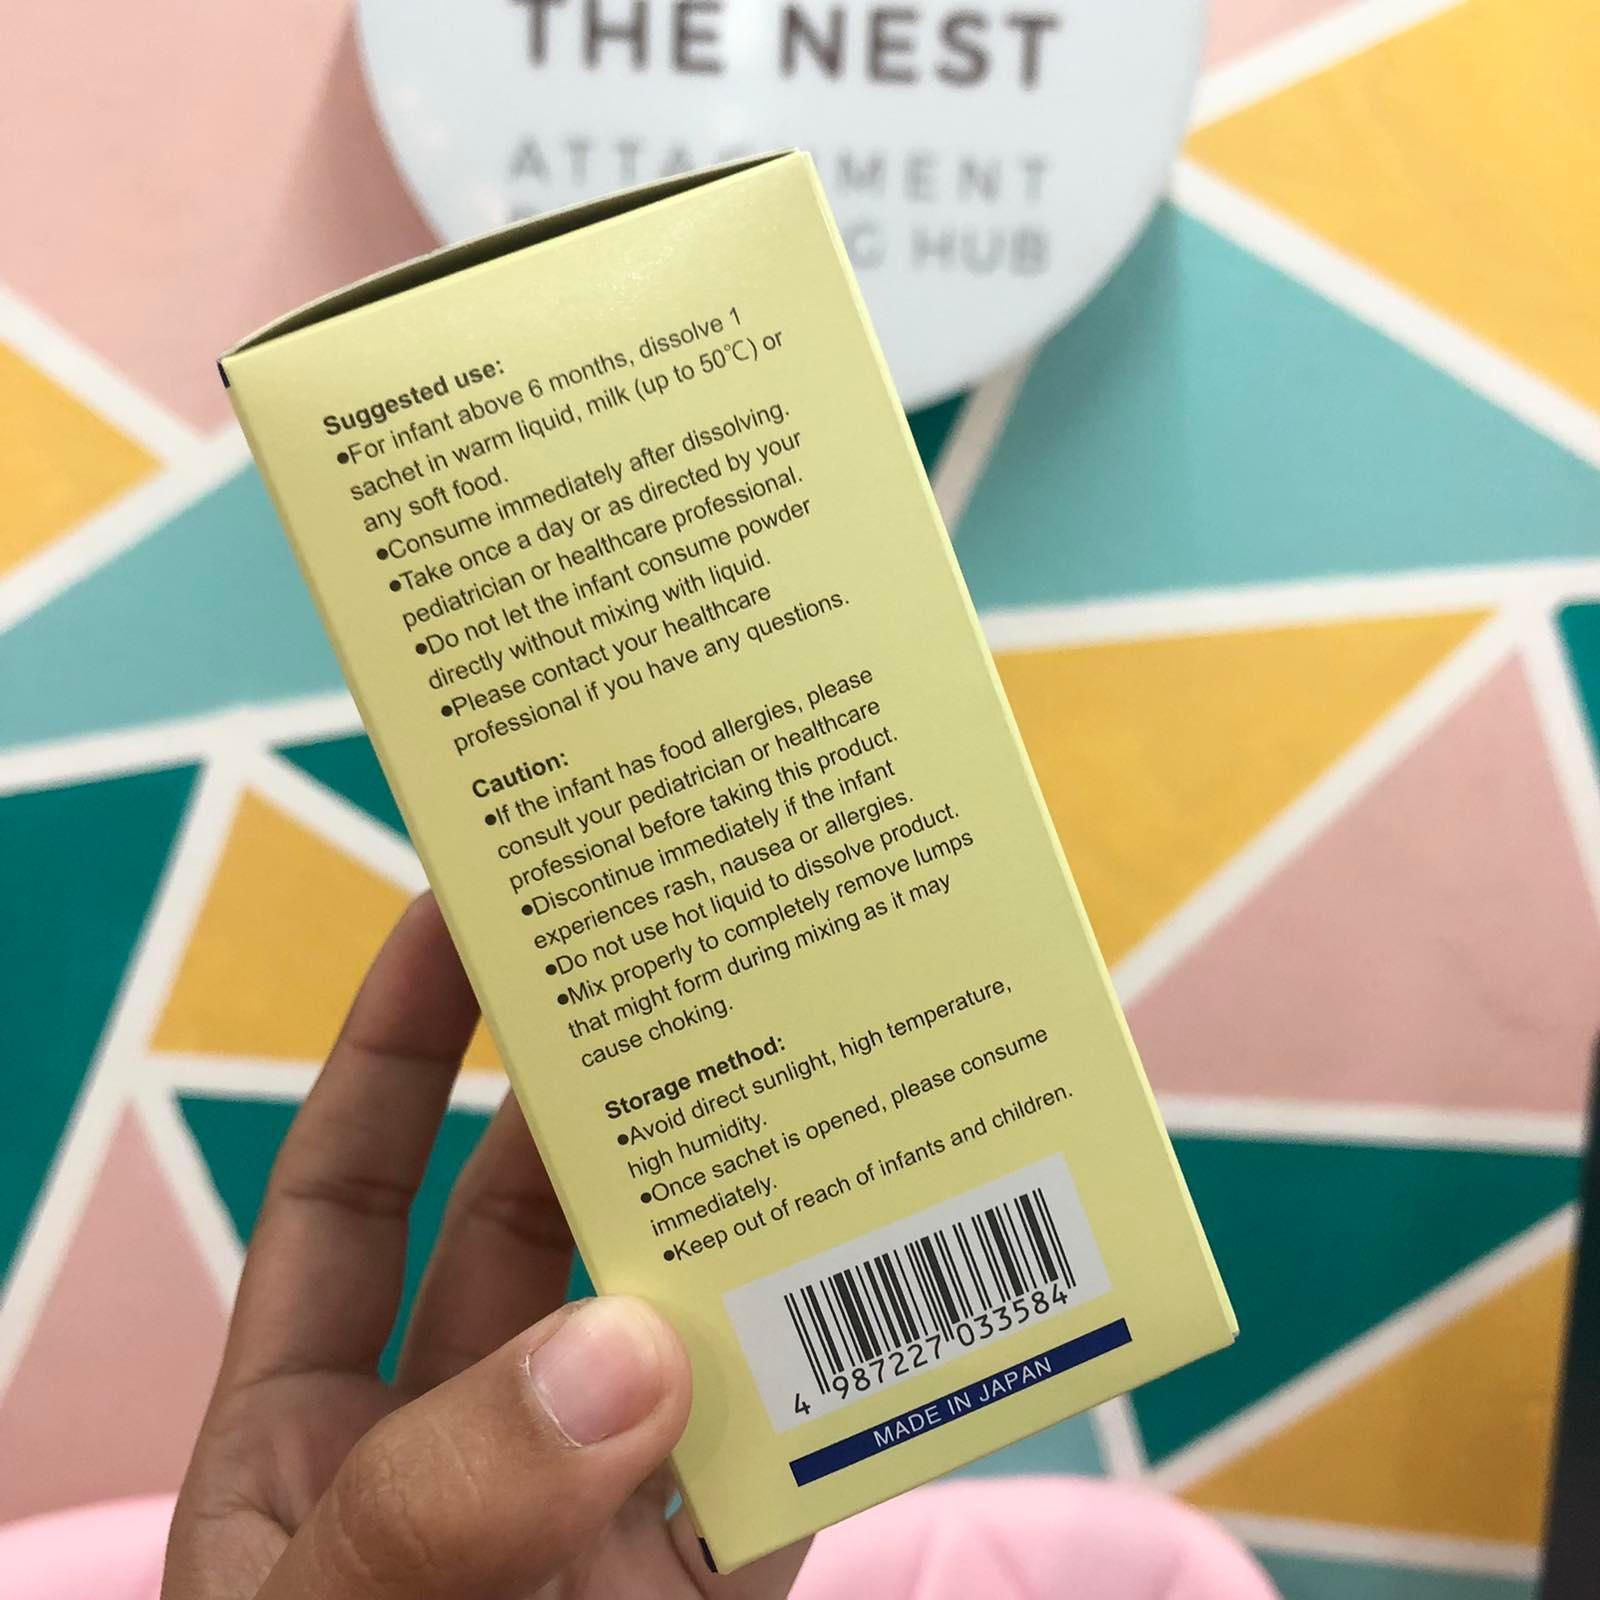 THE NEST
MENT
HUB
Suggested use:
●For infant above 6 months, dissolve 1
sachet in warm liquid, milk (up to 50℃) or
any soft food.
●Consume immediately after dissolving.
●Take once a day or as directed by your
pediatrician or healthcare professional.
●Do not let the infant consume powder
directly without mixing with liquid.
●Please contact your healthcare
professional if you have any questions.
Caution:
●If the infant has food allergies, please
consult your pediatrician or healthcare
professional before taking this product.
●Discontinue immediately if the infant
experiences rash, nausea or allergies.
●Do not use hot liquid to dissolve product.
●Mix properly to completely remove lumps
that might form during mixing as it may
cause choking.
Storage method:
●Avoid direct sunlight, high temperature,
high humidity.
●Once sachet is opened, please consume
immediately.
●Keep out of reach of infants and children.
4 987227 033584
MADE IN JAPAN